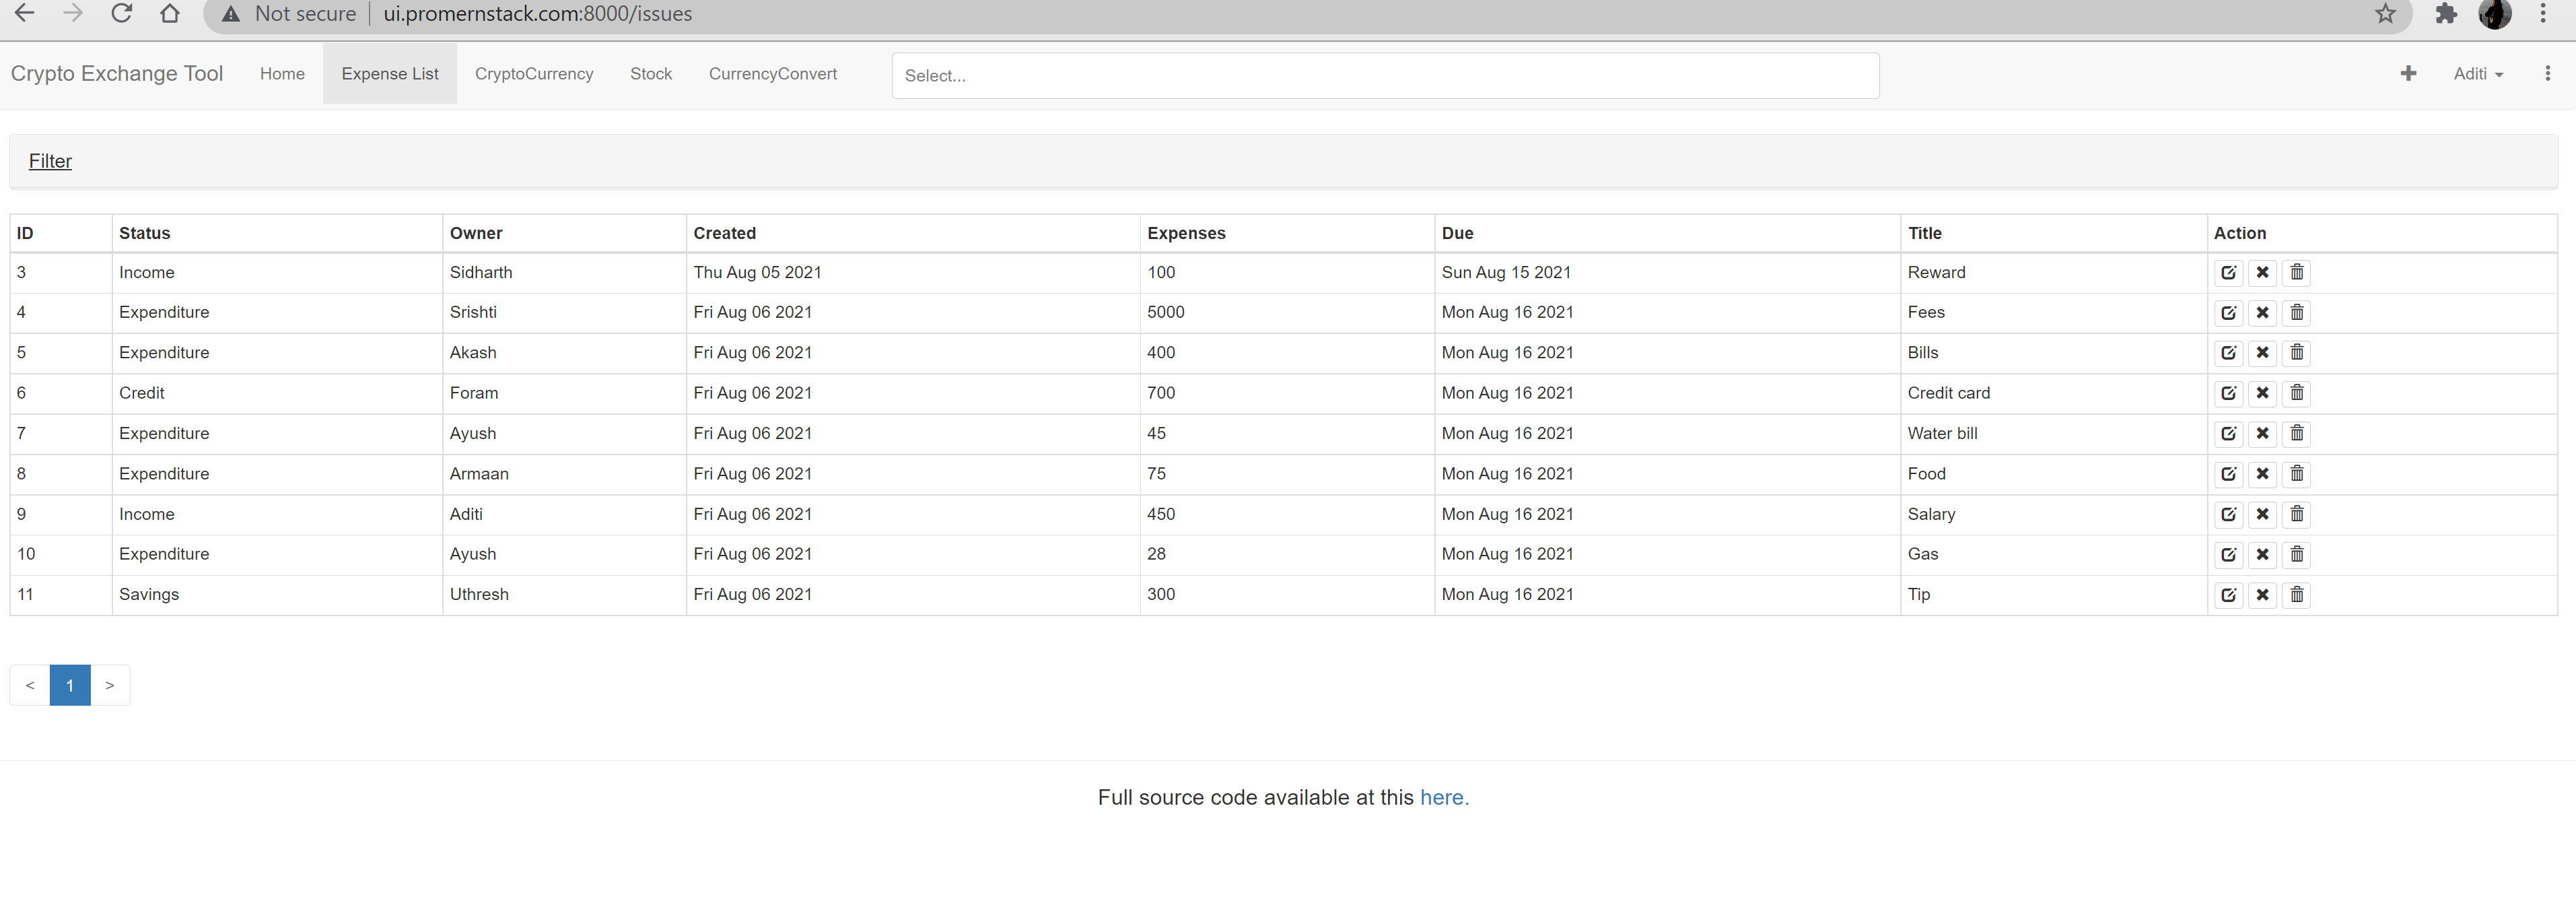 Not secure | ui.promernstack.com:8000/issues
Crypto Exchange Tool Home Expense List CryptoCurrency Stock CurrencyConvert Select... Aditi
Filter
ID Status Owner Created Expenses Due Title Action
3 Income Sidharth Thu Aug 05 2021 100 Sun Aug 15 2021 Reward
4 Expenditure Srishti Fri Aug 06 2021 5000 Mon Aug 16 2021 Fees
5 Expenditure Akash Fri Aug 06 2021 400 Mon Aug 16 2021 Bills
6 Credit Foram Fri Aug 06 2021 700 Mon Aug 16 2021 Credit card
7 Expenditure Ayush Fri Aug 06 2021 45 Mon Aug 16 2021 Water bill
8 Expenditure Armaan Fri Aug 06 2021 75 Mon Aug 16 2021 Food
9 Income Aditi Fri Aug 06 2021 450 Mon Aug 16 2021 Salary
10 Expenditure Ayush Fri Aug 06 2021 28 Mon Aug 16 2021 Gas
11 Savings Uthresh Fri Aug 06 2021 300 Mon Aug 16 2021 Tip
< 1 >
Full source code available at this here.